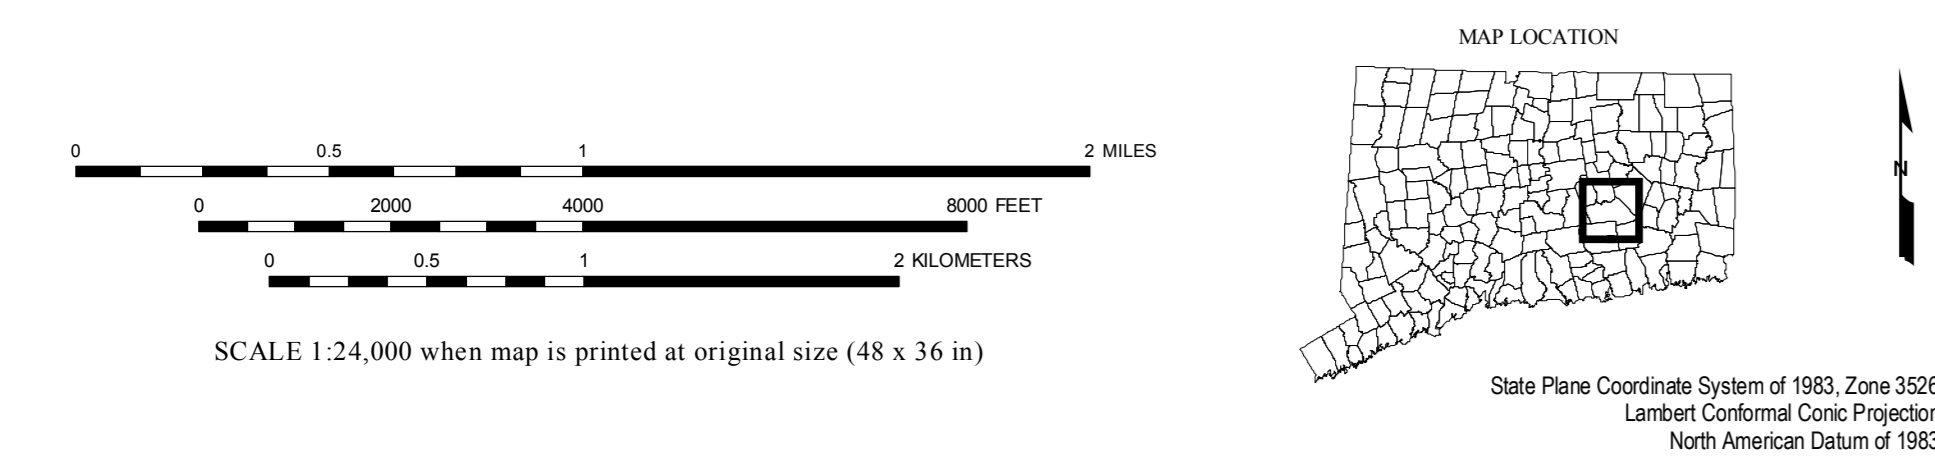 MAP LOCATION
0 0.5 1 2 MILES
0 2000 4000 8000 FEET
0 0.5 1 2 KILOMETERS
N
SCALE 1:24,000 when map is printed at original size (48 x 36 in)
State Plane Coordinate System of 1983, Zone 3526
Lambert Conformal Conic Projection
North American Datum of 1983